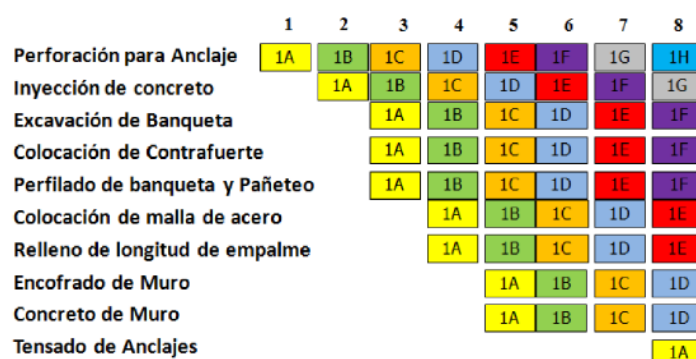 1 2 3 4 5 6 7 8
Perforación para Anclaje 1A 1B 1C 1D 1E 1F 1G 1H
Inyección de concreto 1A 1B 1C 1D 1E 1F 1G
Excavación de Banqueta 1A 1B 1C 1D 1E 1F
Colocación de Contrafuerte 1A 1B 1C 1D 1E 1F
Perfilado de banqueta y Pañeteo 1A 1B 1C 1D 1E 1F
Colocación de malla de acero 1A 1B 1C 1D 1E
Relleno de longitud de empalme 1A 1B 1C 1D 1E
Encofrado de Muro 1A 1B 1C 1D
Concreto de Muro 1A 1B 1C 1D
Tensado de Anclajes 1A